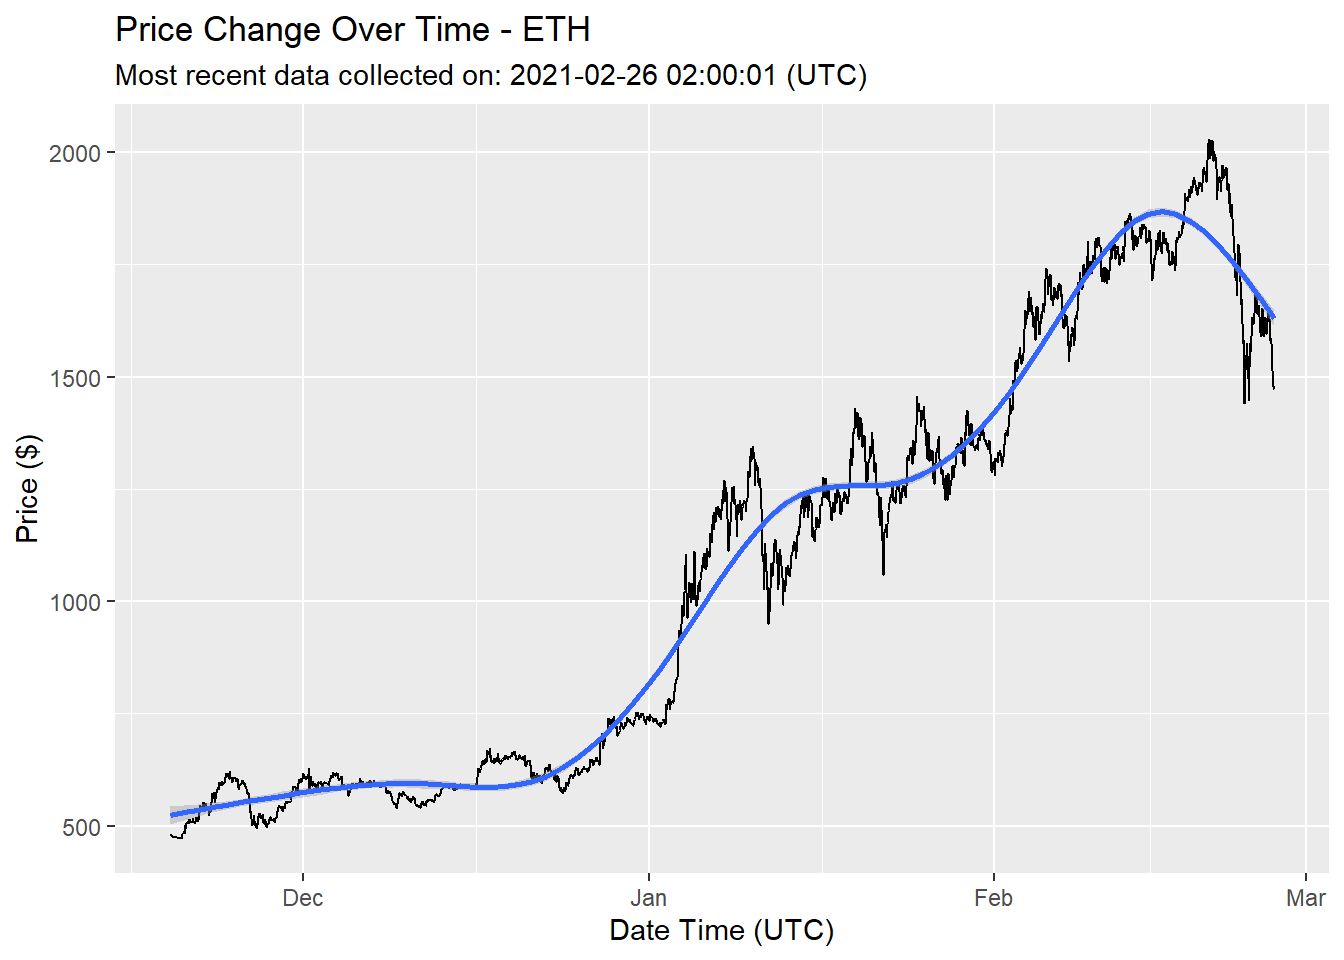 Price Change Over Time - ETH
Most recent data collected on: 2021-02-26 02:00:01 (UTC)
2000
1500
1000
500
Price ($)
Dec
Jan
Feb
Mar
Date Time (UTC)